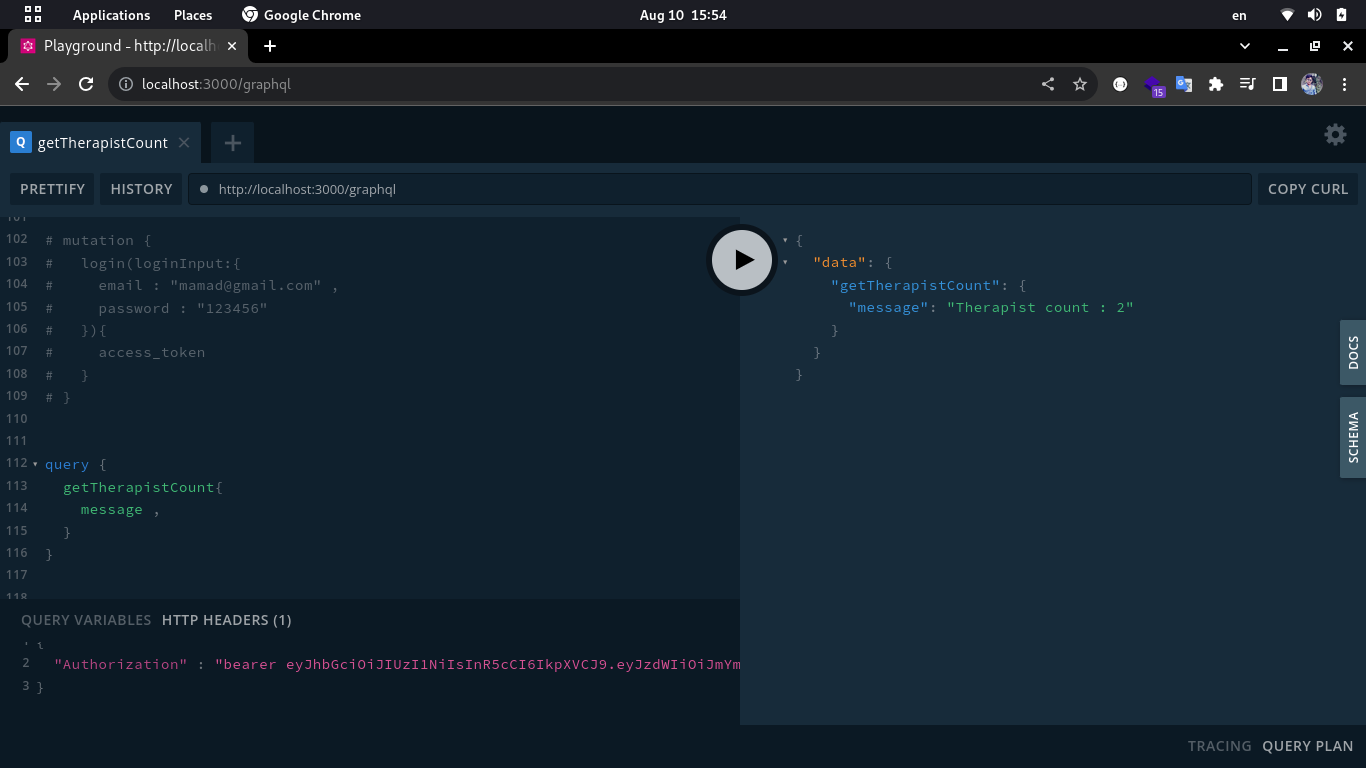 Applications Places Google Chrome Aug 10 15:54 en
Playground - http://localh
localhost:3000/graphql
15
Q getTherapistCount
PRETTIFY HISTORY http://localhost:3000/graphql COPY CURL
101
102 # mutation {
103 #   login(loginInput:{
104 #     email : "mamad@gmail.com" ,
105 #     password : "123456"
106 #   }){
107 #     access_token
108 #   }
109 # }
110
111
112 query {
113   getTherapistCount{
114     message ,
115   }
116 }
117
118
{
  "data": {
    "getTherapistCount": {
      "message": "Therapist count : 2"
    }
  }
}
DOCS
SCHEMA
QUERY VARIABLES HTTP HEADERS (1)
1 {
2   "Authorization" : "bearer eyJhbGciOiJIUzI1NiIsInR5cCI6IkpXVCJ9.eyJzdWIiOiJmYm
3 }
TRACING QUERY PLAN